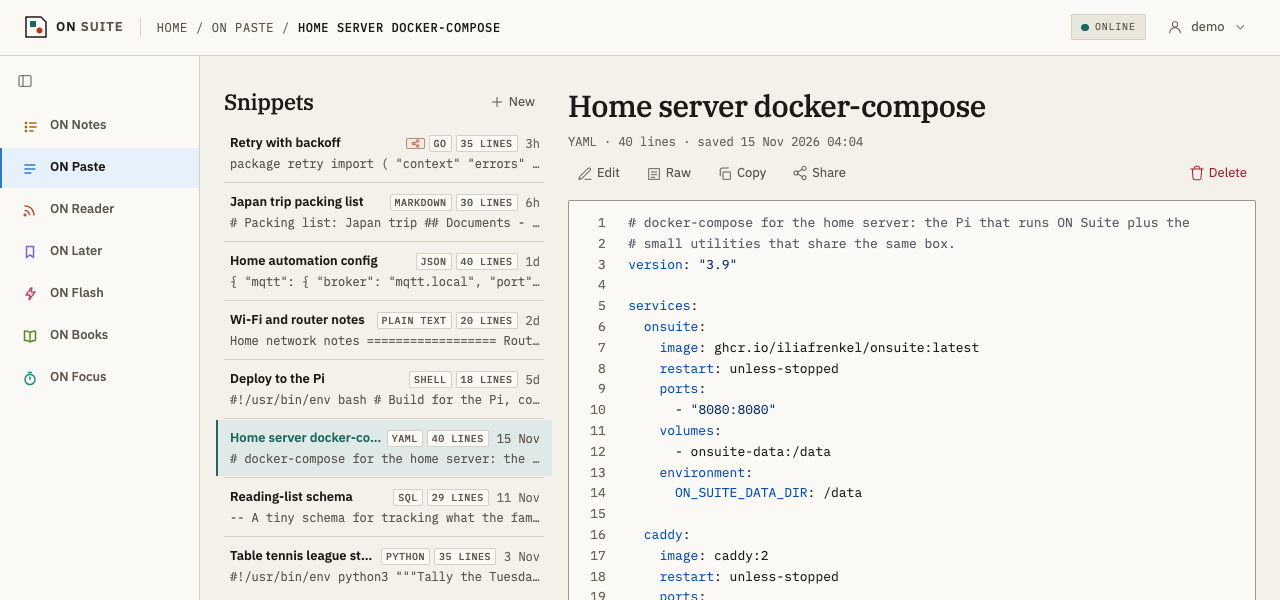 ON SUITE
HOME / ON PASTE / HOME SERVER DOCKER-COMPOSE
ONLINE
demo
ON Notes
ON Paste
ON Reader
ON Later
ON Flash
ON Books
ON Focus
Snippets
New
Retry with backoff GO 35 LINES 3h
package retry import ( "context" "errors" …
Japan trip packing list MARKDOWN 30 LINES 6h
# Packing list: Japan trip ## Documents - …
Home automation config JSON 40 LINES 1d
{ "mqtt": { "broker": "mqtt.local", "port"…
Wi-Fi and router notes PLAIN TEXT 20 LINES 2d
Home network notes ================== Rout…
Deploy to the Pi SHELL 18 LINES 5d
#!/usr/bin/env bash # Build for the Pi, co…
Home server docker-co… YAML 40 LINES 15 Nov
# docker-compose for the home server: the …
Reading-list schema SQL 29 LINES 11 Nov
-- A tiny schema for tracking what the fam…
Table tennis league st… PYTHON 35 LINES 3 Nov
#!/usr/bin/env python3 """Tally the Tuesda…
Home server docker-compose
YAML · 40 lines · saved 15 Nov 2026 04:04
Edit Raw Copy Share Delete
1 # docker-compose for the home server: the Pi that runs ON Suite plus the
2 # small utilities that share the same box.
3 version: "3.9"
4
5 services:
6 onsuite:
7 image: ghcr.io/iliafrenkel/onsuite:latest
8 restart: unless-stopped
9 ports:
10 - "8080:8080"
11 volumes:
12 - onsuite-data:/data
13 environment:
14 ON_SUITE_DATA_DIR: /data
15
16 caddy:
17 image: caddy:2
18 restart: unless-stopped
19 ports: